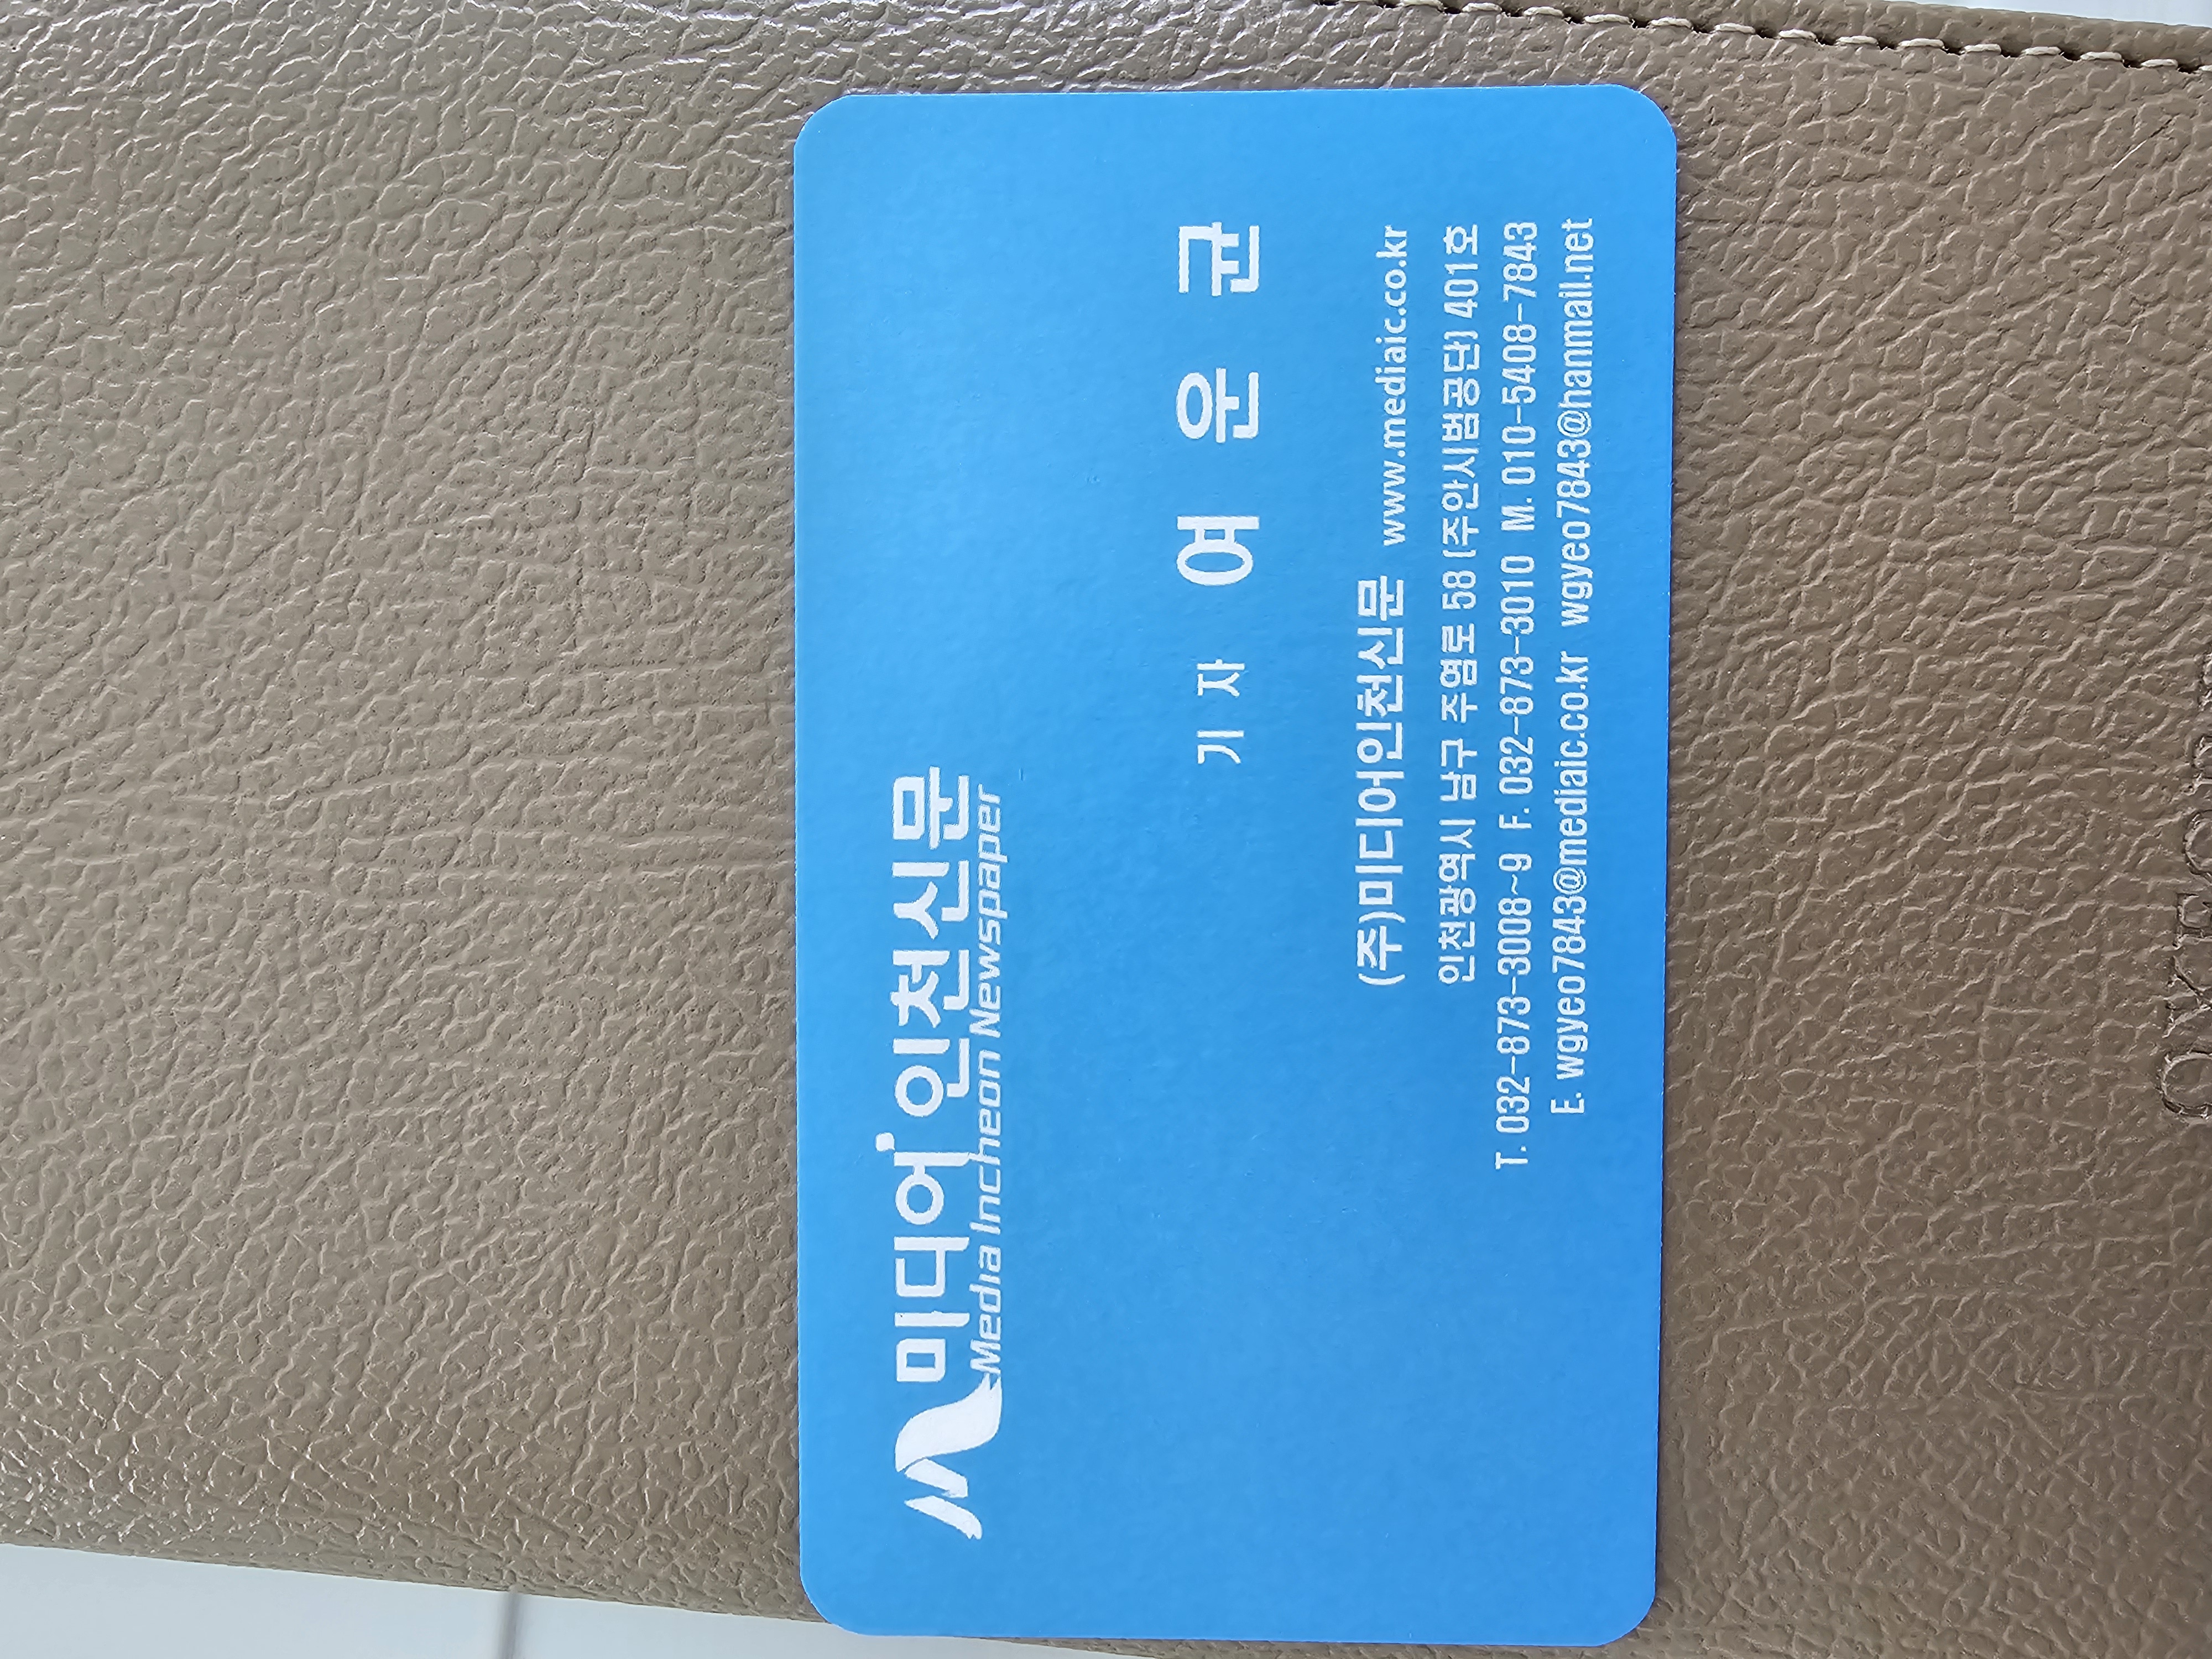 미디어인천신문
Media Incheon Newspaper
기 자 여 운 균
(주)미디어인천신문 www.mediaic.co.kr
인천광역시 남구 주염로 58 (주안시범공단) 401호
T. 032-873-3008~9 F. 032-873-3010 M. 010-5408-7843
E. wgyeo7843@mediaic.co.kr wgyeo7843@hanmail.net